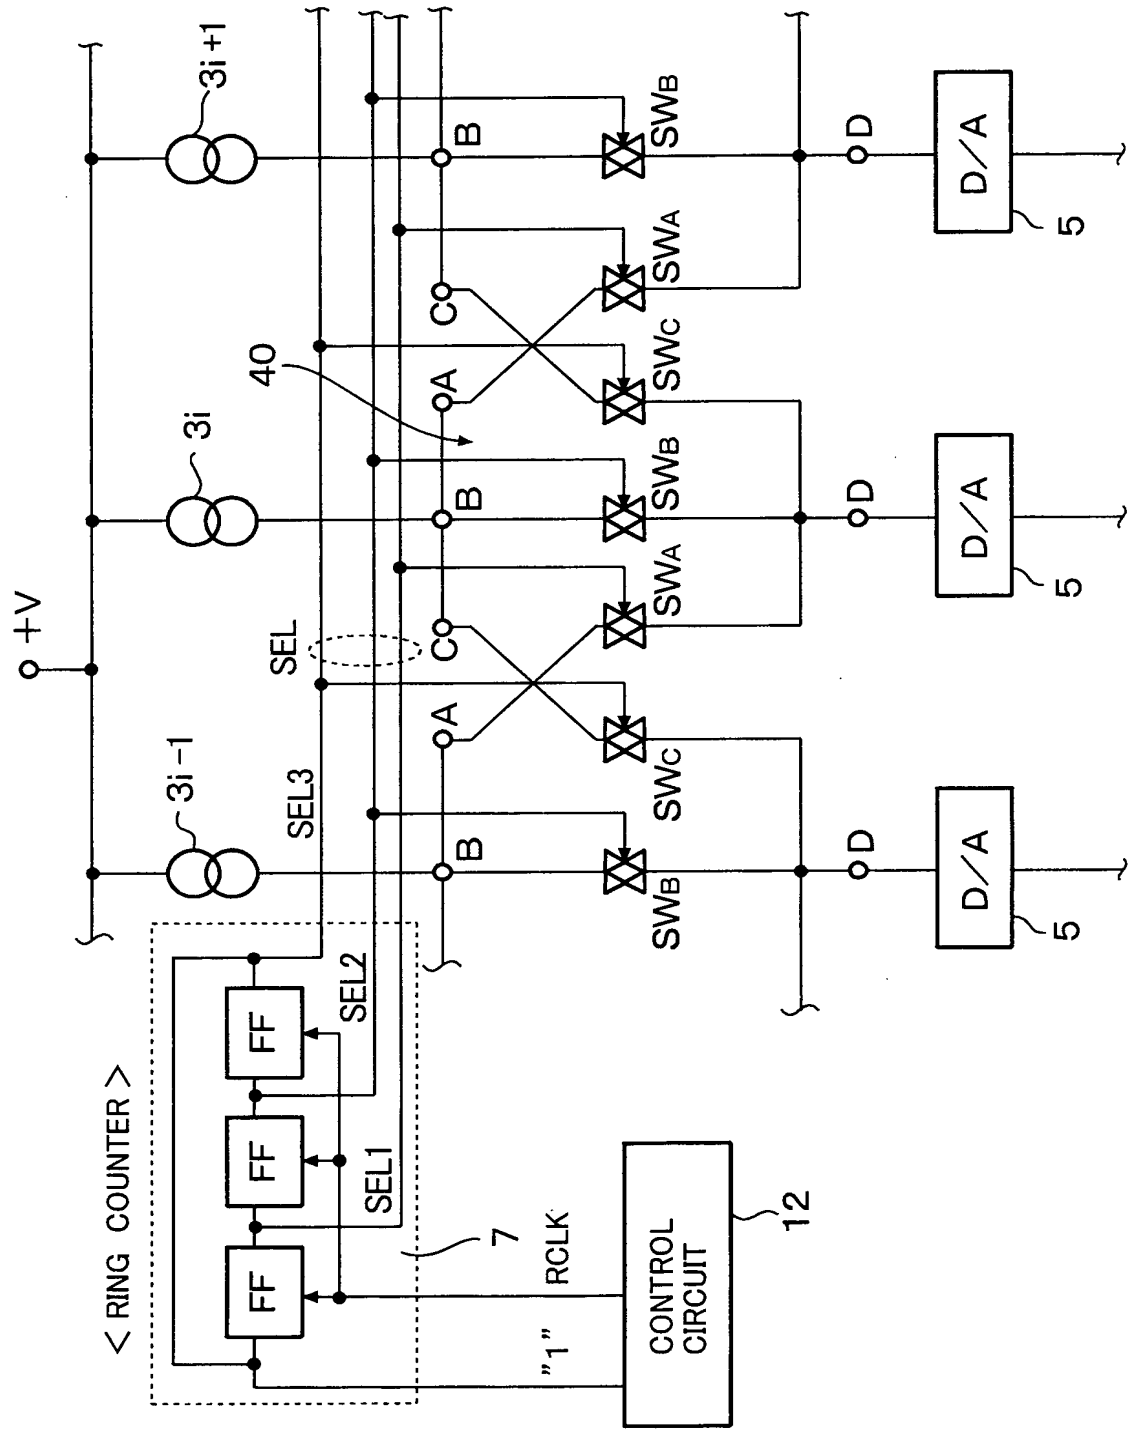 +V
3i-1
3i
3i+1
< RING COUNTER >
FF
FF
FF
SEL1
SEL2
SEL3
SEL
40
B
A
C
B
A
C
B
SWB
SWC
SWA
SWB
SWC
SWA
SWB
7
"1"
RCLK
CONTROL
CIRCUIT
12
D
D
D
D/A
D/A
D/A
5
5
5